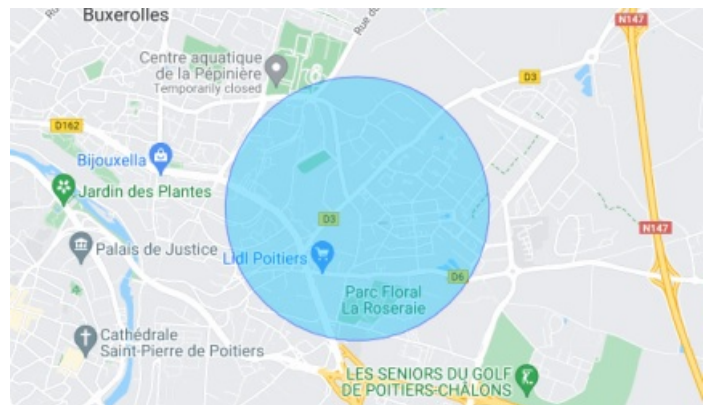 Buxerolles
Rue
N147
Centre aquatique
de la Pépinière
Temporarily closed
D3
D162
Bijouxella
Jardin des Plantes
D3
N147
Palais de Justice
Lidl Poitiers
D6
Parc Floral
La Roseraie
Cathédrale
Saint-Pierre de Poitiers
LES SENIORS DU GOLF
DE POITIERS-CHÂLONS